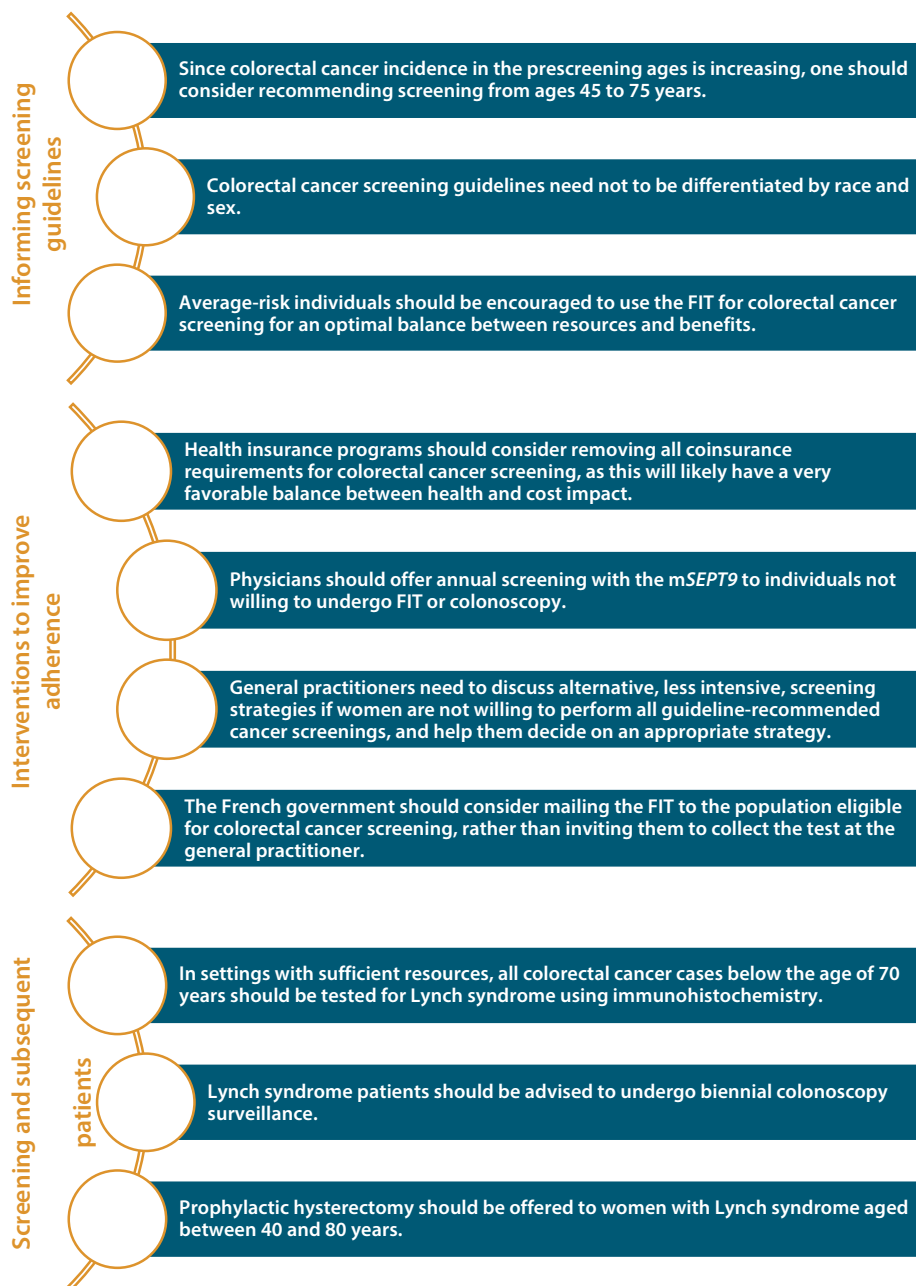 Informing screening
guidelines
Since colorectal cancer incidence in the prescreening ages is increasing, one should
consider recommending screening from ages 45 to 75 years.
Colorectal cancer screening guidelines need not to be differentiated by race and
sex.
Average-risk individuals should be encouraged to use the FIT for colorectal cancer
screening for an optimal balance between resources and benefits.
Interventions to improve
adherence
Health insurance programs should consider removing all coinsurance
requirements for colorectal cancer screening, as this will likely have a very
favorable balance between health and cost impact.
Physicians should offer annual screening with the mSEPT9 to individuals not
willing to undergo FIT or colonoscopy.
General practitioners need to discuss alternative, less intensive, screening
strategies if women are not willing to perform all guideline-recommended
cancer screenings, and help them decide on an appropriate strategy.
The French government should consider mailing the FIT to the population eligible
for colorectal cancer screening, rather than inviting them to collect the test at the
general practitioner.
Screening and subsequent
patients
In settings with sufficient resources, all colorectal cancer cases below the age of 70
years should be tested for Lynch syndrome using immunohistochemistry.
Lynch syndrome patients should be advised to undergo biennial colonoscopy
surveillance.
Prophylactic hysterectomy should be offered to women with Lynch syndrome aged
between 40 and 80 years.